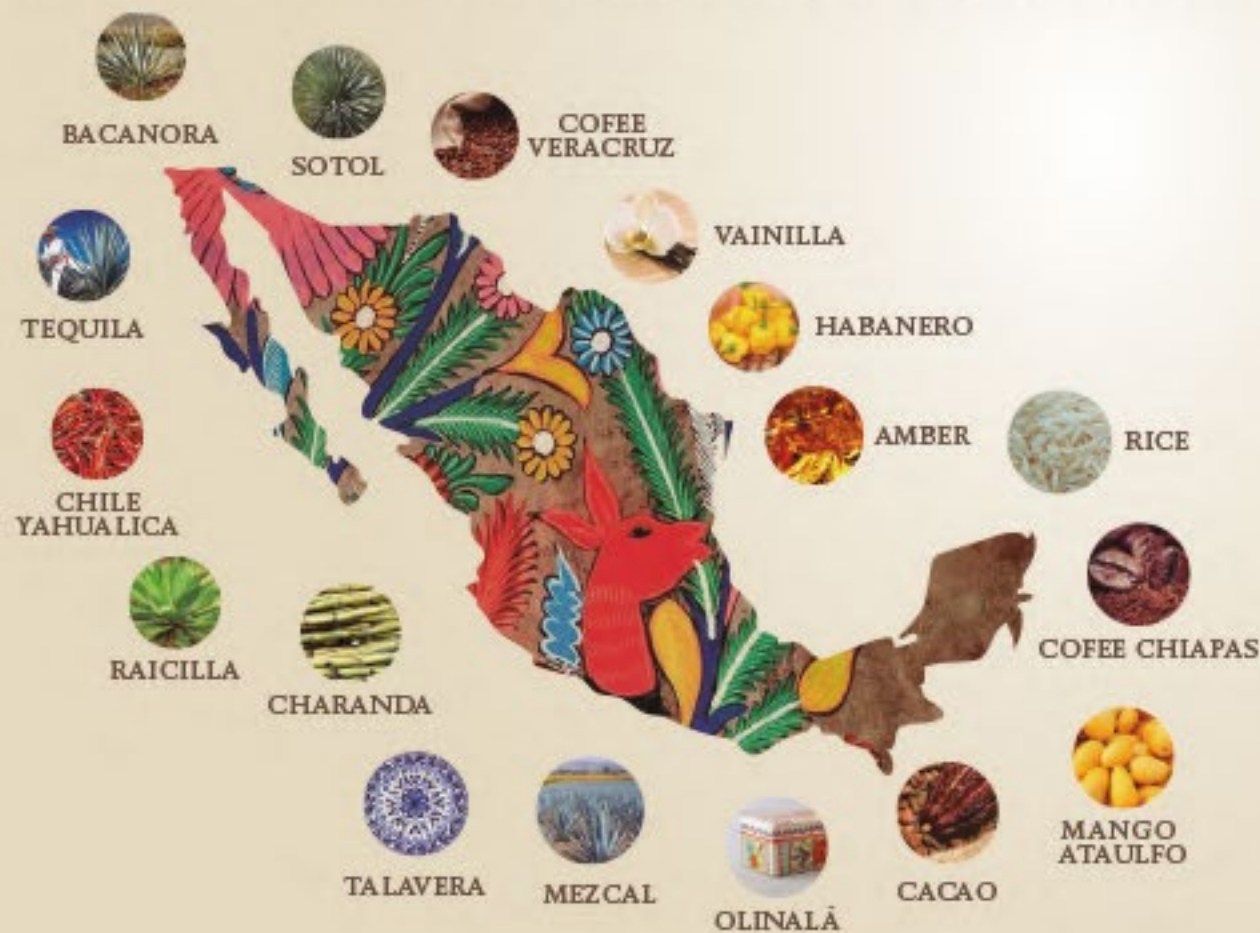 BACANORA
SOTOL
COFEE
VERACRUZ
VAINILLA
TEQUILA
HABANERO
AMBER
RICE
CHILE
YAHUALICA
RAICILLA
CHARANDA
COFEE CHIAPAS
TALAVERA
MEZCAL
OLINALÁ
CACAO
MANGO
ATAULFO